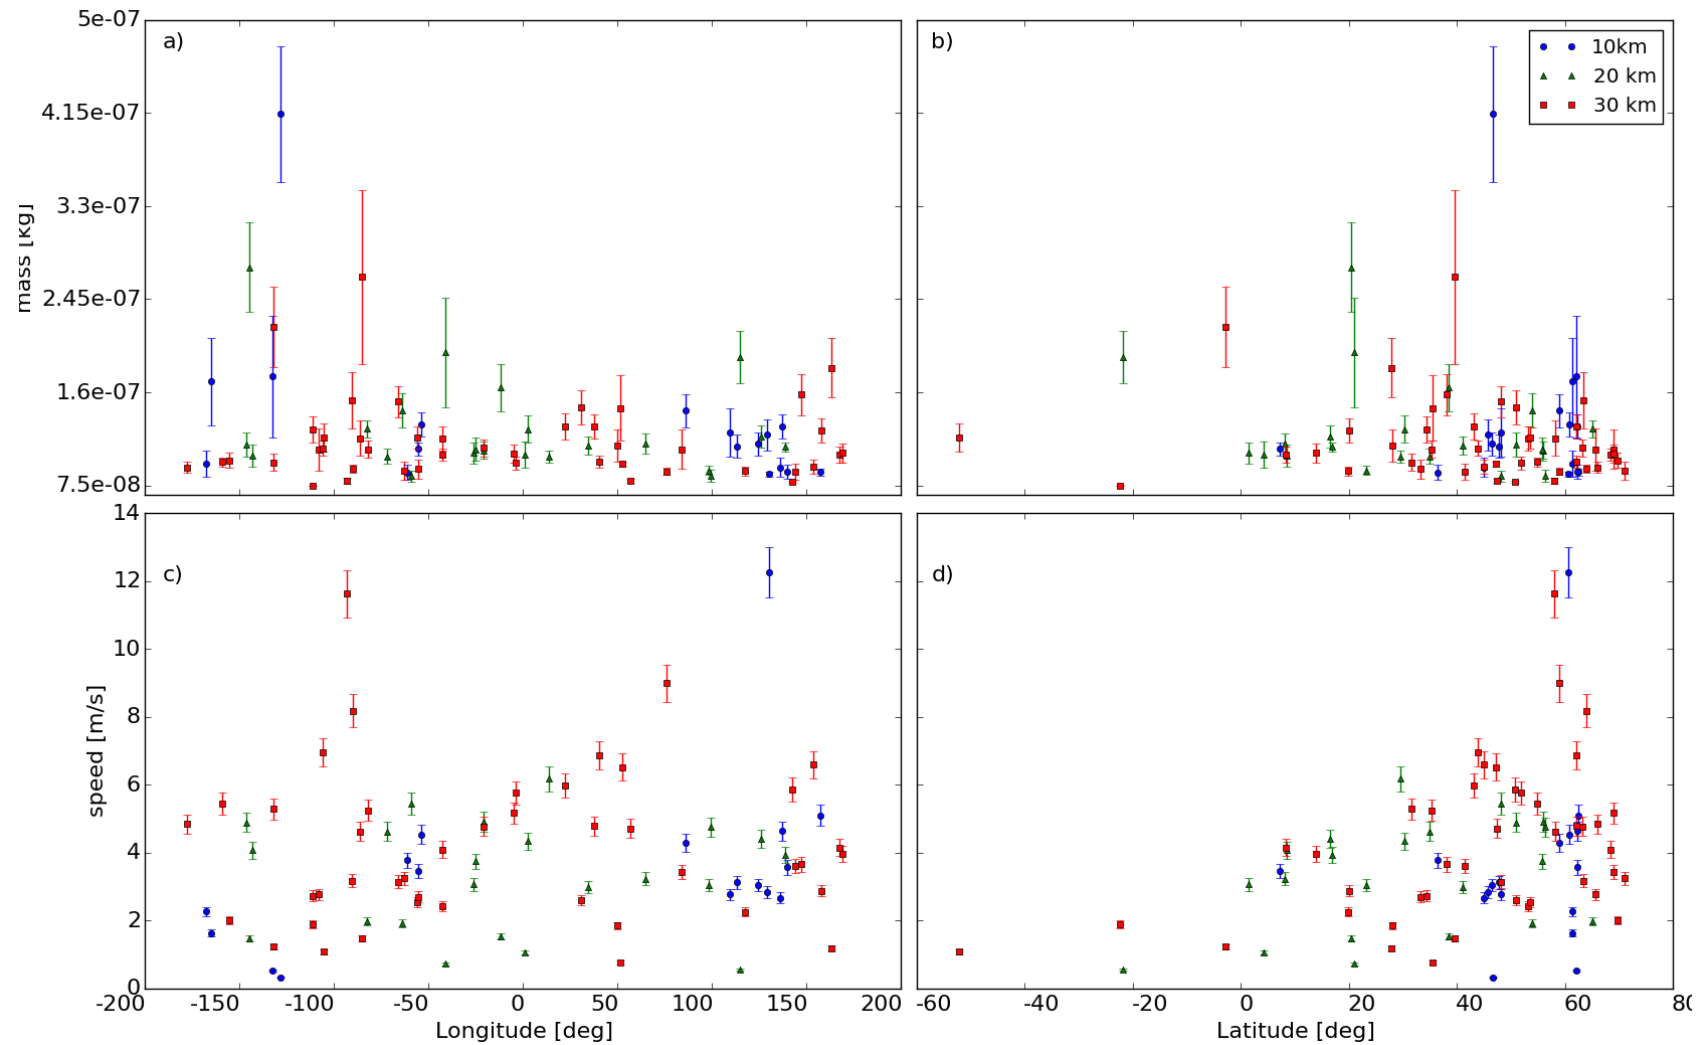 5e-07
4.15e-07
3.3e-07
2.45e-07
1.6e-07
7.5e-08
mass [kg]
a)
b)
10km
20 km
30 km
14
12
10
8
6
4
2
0
speed [m/s]
c)
d)
-200 -150 -100 -50 0 50 100 150 200
Longitude [deg]
-60 -40 -20 0 20 40 60 80
Latitude [deg]